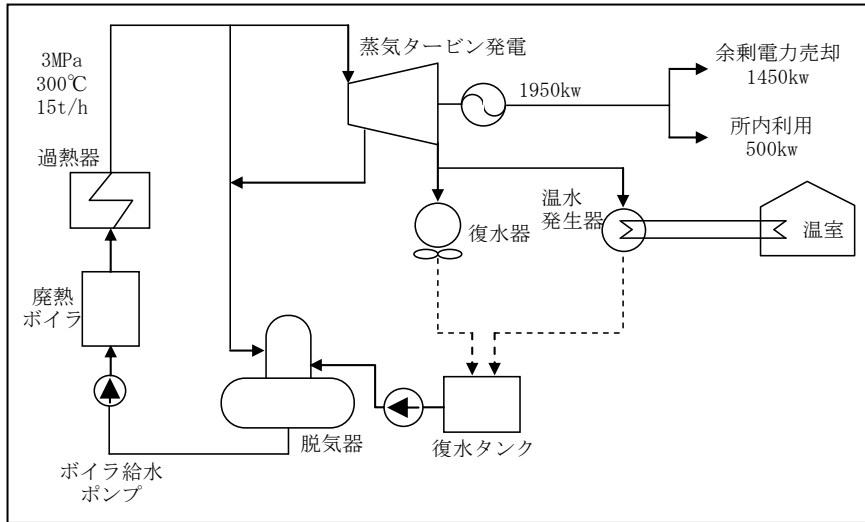 3MPa
300℃
15t/h
過熱器
廃熱
ボイラ
ボイラ給水
ポンプ
脱気器
蒸気タービン発電
1950kw
余剰電力売却
1450kw
所内利用
500kw
復水器
温水
発生器
温室
復水タンク